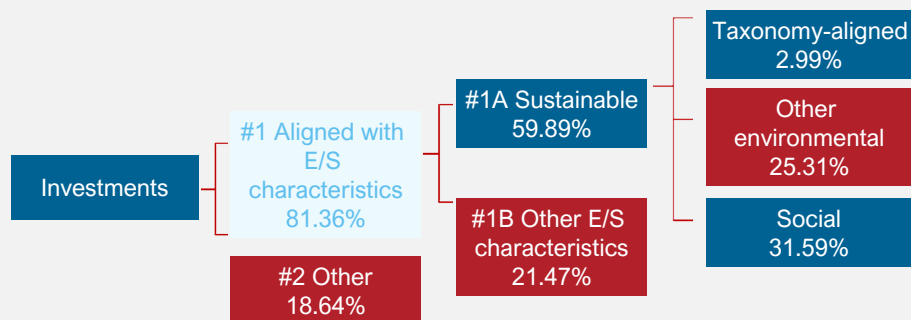 Investments
#1 Aligned with
E/S
characteristics
81.36%
#2 Other
18.64%
#1A Sustainable
59.89%
#1B Other E/S
characteristics
21.47%
Taxonomy-aligned
2.99%
Other
environmental
25.31%
Social
31.59%